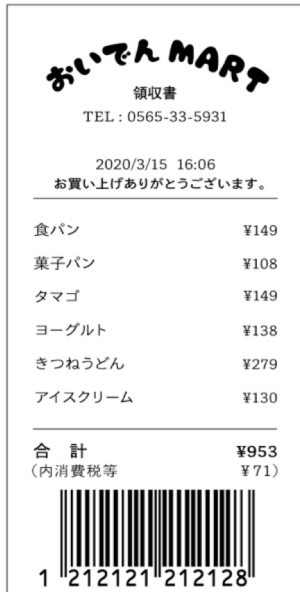 おいでんMART
領収書
TEL : 0565-33-5931
2020/3/15 16:06
お買い上げありがとうございます。
食パン ¥149
菓子パン ¥108
タマゴ ¥149
ヨーグルト ¥138
きつねうどん ¥279
アイスクリーム ¥130
合 計 ¥953
(内消費税等 ¥71)
1 212121 212128